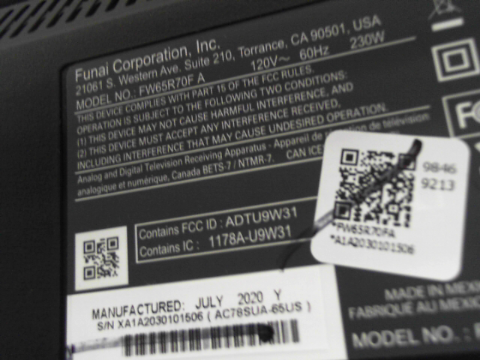 Funai Corporation, Inc.
21061 S. Western Ave. Suite 210, Torrance, CA 90501, USA
MODEL NO.: FW65R70F A 120V~ 60Hz 230W
THIS DEVICE COMPLIES WITH PART 15 OF THE FCC RULES.
OPERATION IS SUBJECT TO THE FOLLOWING TWO CONDITIONS:
(1) THIS DEVICE MAY NOT CAUSE HARMFUL INTERFERENCE, AND
(2) THIS DEVICE MUST ACCEPT ANY INTERFERENCE RECEIVED,
INCLUDING INTERFERENCE THAT MAY CAUSE UNDESIRED OPERATION.
Analog and Digital Television Receiving Apparatus - Appareil de réception de télévision
analogique et numérique, Canada BETS-7 / NTMR-7. CAN ICE
9846
9213
*FW65R70FA
*A1A2030101506
Contains FCC ID : ADTU9W31
Contains IC : 1178A-U9W31
MANUFACTURED: JULY 2020 Y
S/N XA1A2030101506 ( AC78SUA-65US )
MADE IN MEXI
FABRIQUÉ AU MEXI
MODEL NO.: F